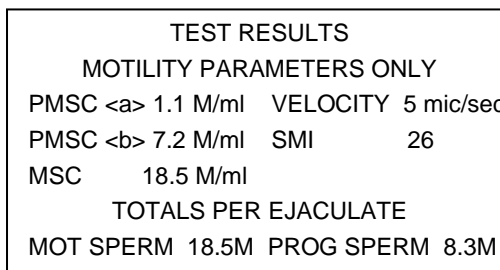 TEST RESULTS
MOTILITY PARAMETERS ONLY
PMSC <a> 1.1 M/ml VELOCITY 5 mic/sec
PMSC <b> 7.2 M/ml SMI 26
MSC 18.5 M/ml
TOTALS PER EJACULATE
MOT SPERM 18.5M PROG SPERM 8.3M